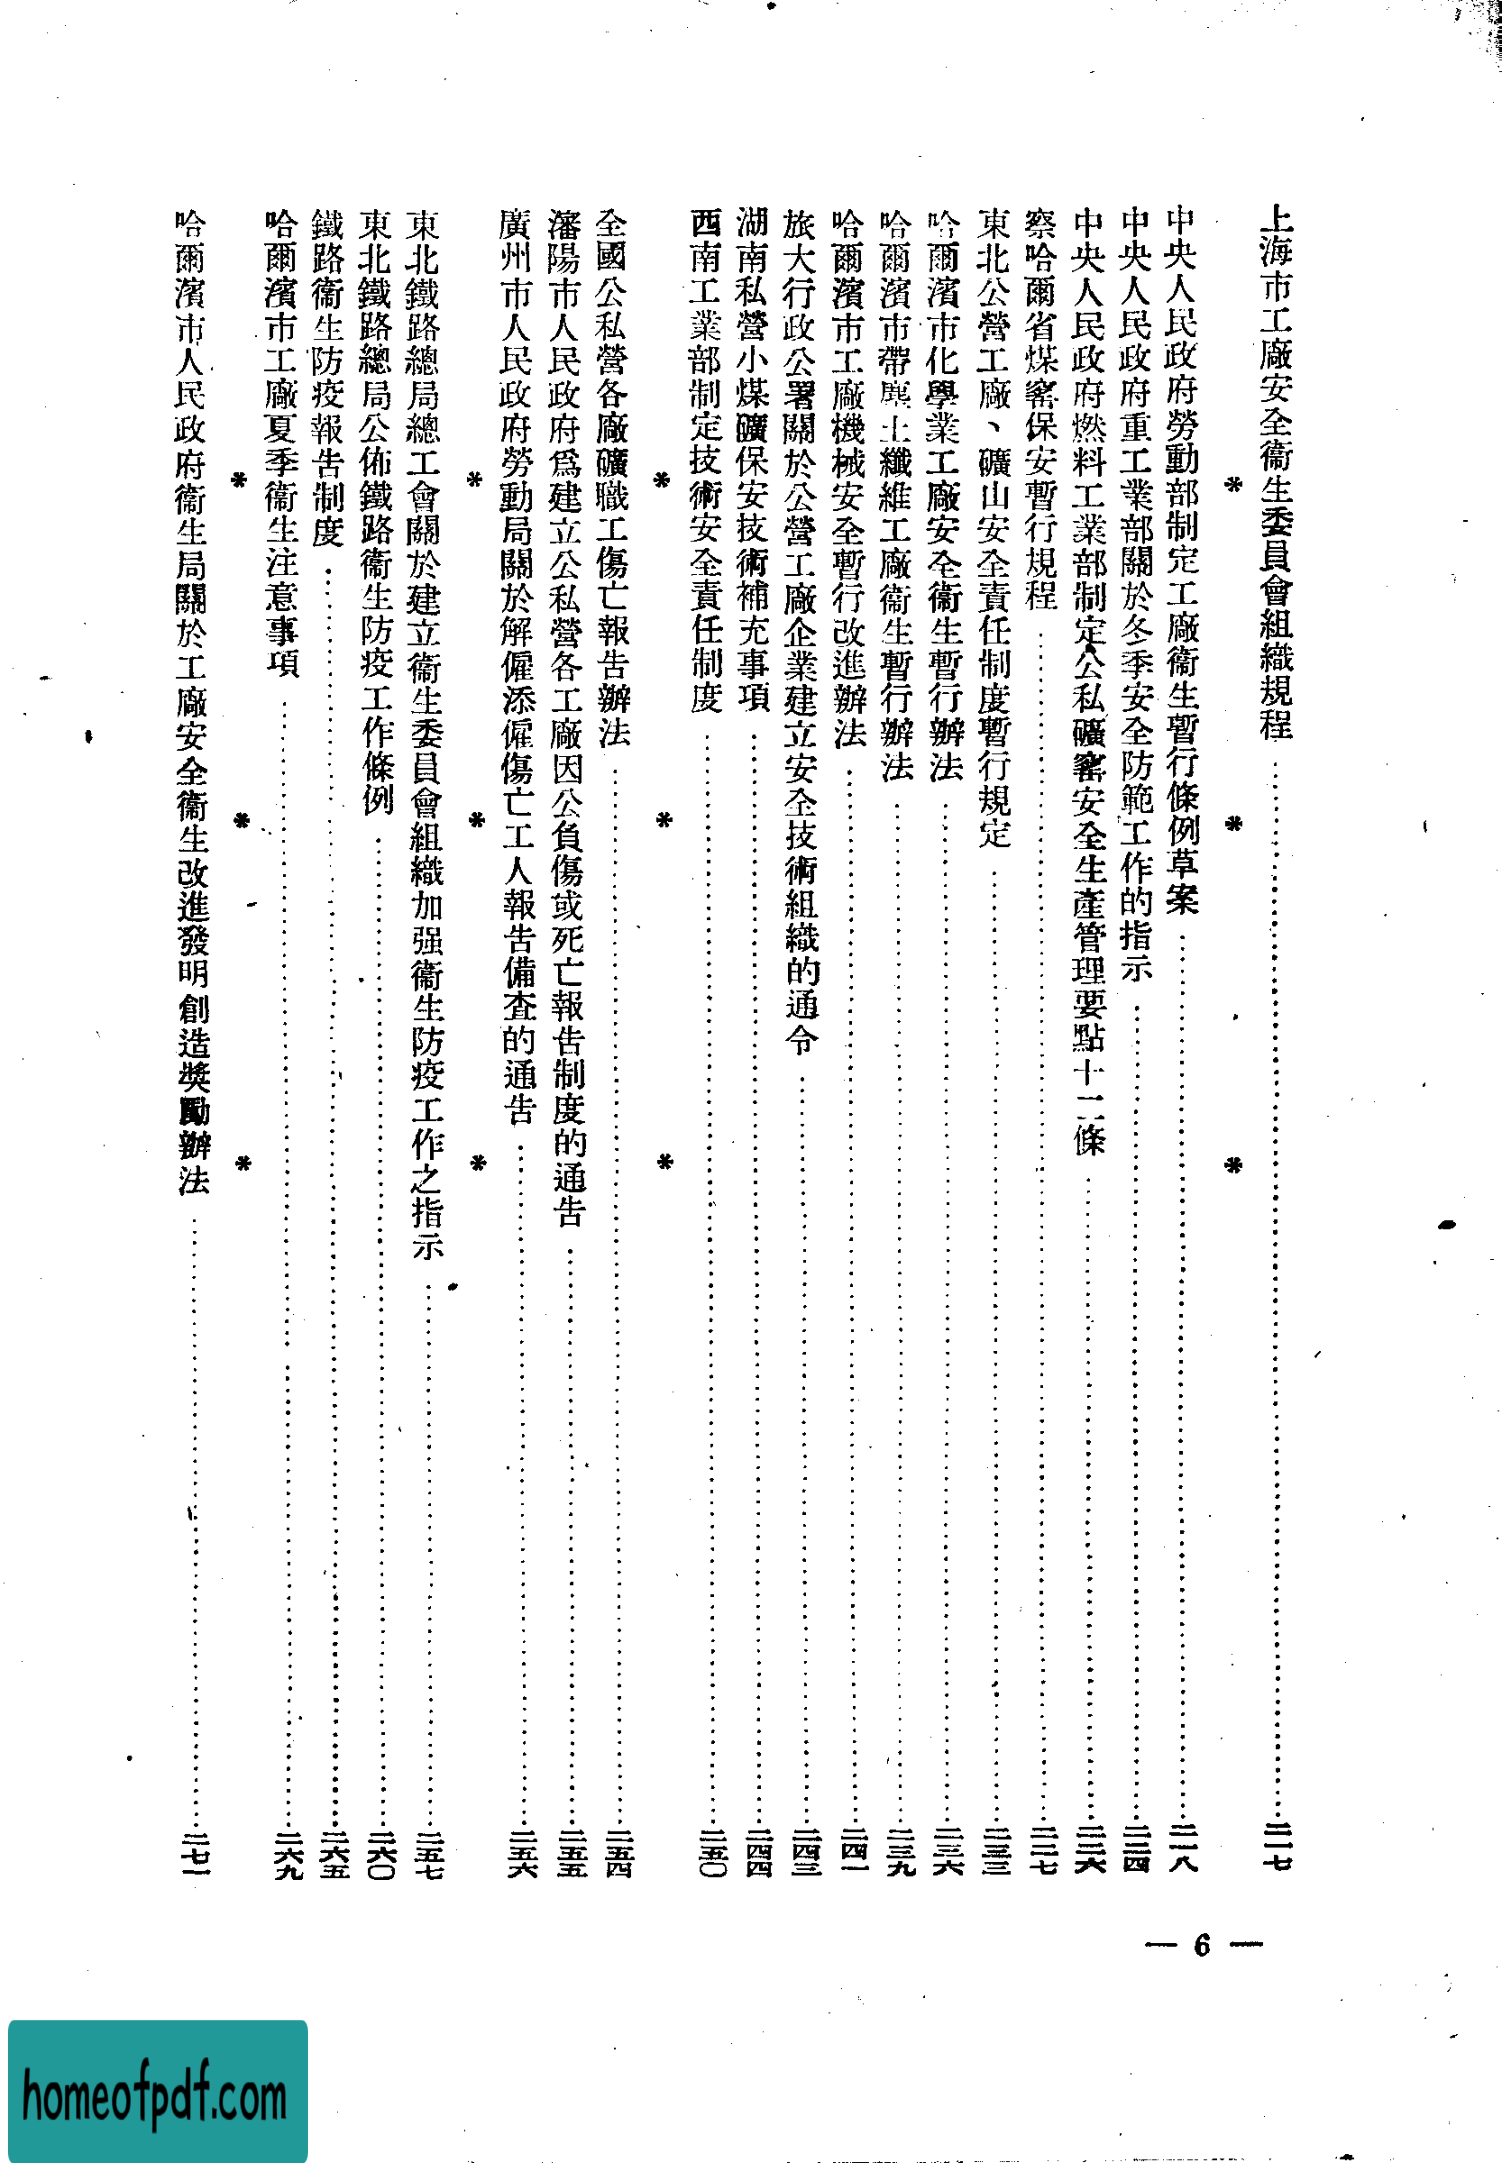 上海市工廠安全衞生委員會組織規程……二一七
* * *
中央人民政府勞動部制定工廠衞生暫行條例草案……二一八
中央人民政府重工業部關於冬季安全防範工作的指示……二二四
中央人民政府燃料工業部制定公私礦窰安全生產管理要點十二條……二二六
察哈爾省煤窰保安暫行規程……二二七
東北公營工廠、礦山安全責任制度暫行規定……二三三
哈爾濱市化學業工廠安全衞生暫行辦法……二三六
哈爾濱市帶塵土纖維工廠衞生暫行辦法……二三九
哈爾濱市工廠機械安全暫行改進辦法……二四一
旅大行政公署關於公營工廠企業建立安全技術組織的通令……二四三
湖南私營小煤礦保安技術補充事項……二四四
西南工業部制定技術安全責任制度……二五〇
* * *
全國公私營各廠礦職工傷亡報告辦法……二五四
瀋陽市人民政府爲建立公私營各工廠因公負傷或死亡報告制度的通告……二五五
廣州市人民政府勞動局關於解僱添僱傷亡工人報告備查的通告……二五六
* * *
東北鐵路總局總工會關於建立衞生委員會組織加强衞生防疫工作之指示……二五七
東北鐵路總局公佈鐵路衞生防疫工作條例……二六〇
鐵路衞生防疫報告制度……二六五
哈爾濱市工廠夏季衞生注意事項……二六九
* * *
哈爾濱市人民政府衞生局關於工廠安全衞生改進發明創造獎勵辦法……二七一
— 6 —
homeofpdf.com